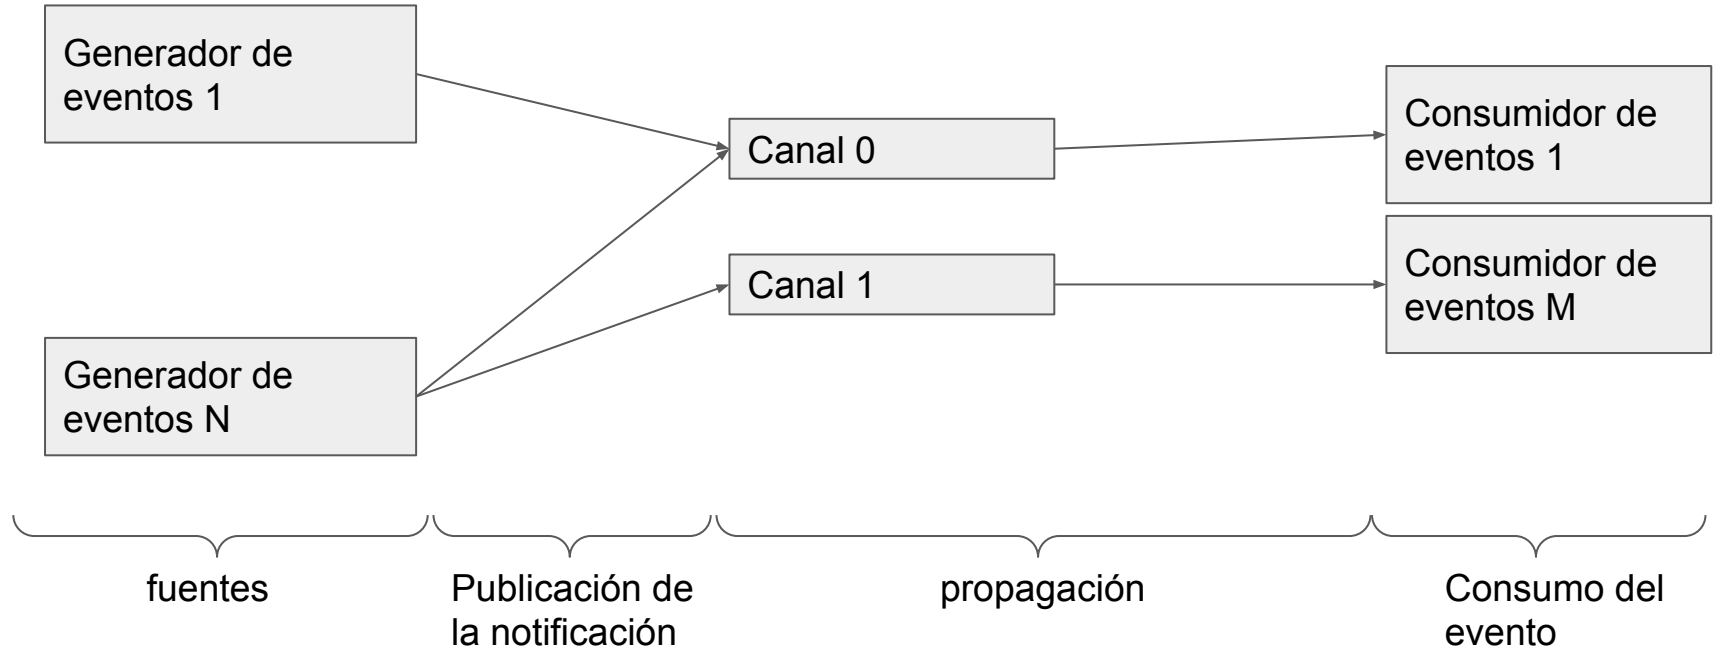 Generador de
eventos 1
Canal 0
Consumidor de
eventos 1
Canal 1
Consumidor de
eventos M
Generador de
eventos N
fuentes
Publicación de
la notificación
propagación
Consumo del
evento